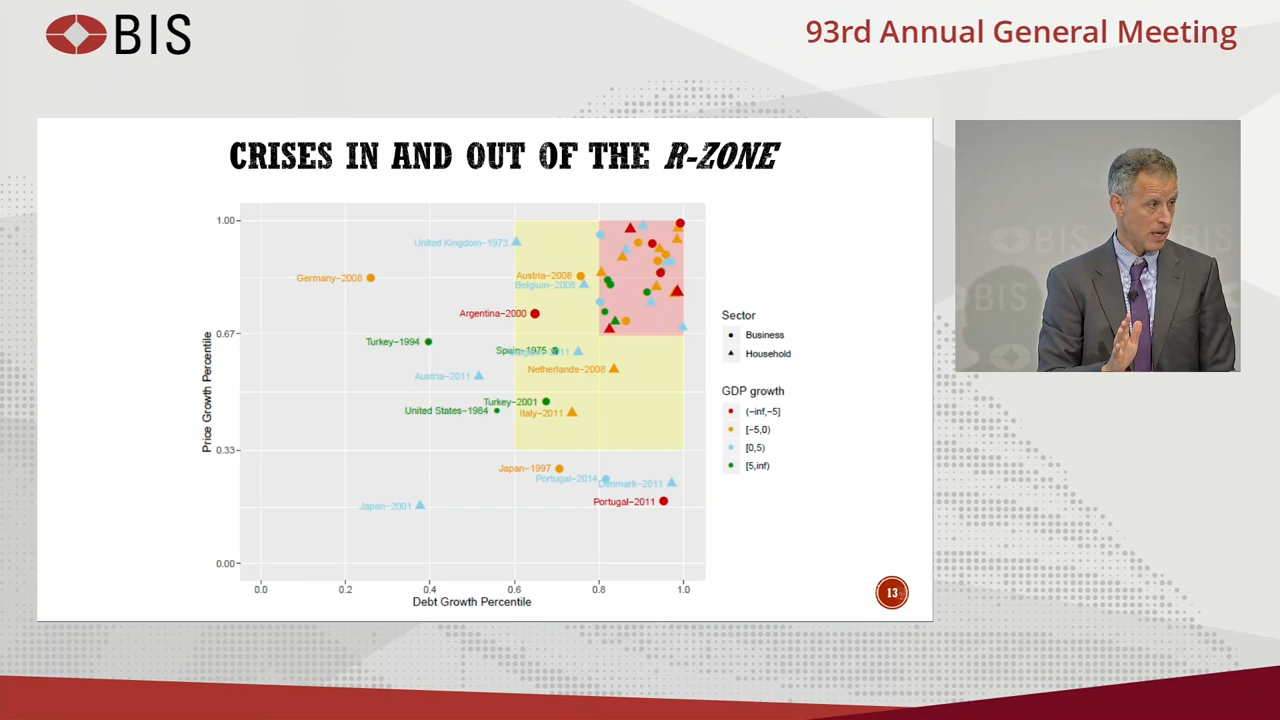 BIS
93rd Annual General Meeting
CRISES IN AND OUT OF THE R-ZONE
1.00
United Kingdom−1973
Germany−2008
Austria−2008
Belgium−2008
Argentina−2000
0.67
Turkey−1994
Spain−1975
2011
Netherlands−2008
Austria−2011
Turkey−2001
United States−1984
Italy−2011
0.33
Japan−1997
Portugal−2014
Denmark−2011
Portugal−2011
Japan−2001
0.00
0.0
0.2
0.4
0.6
0.8
1.0
Debt Growth Percentile
Price Growth Percentile
Sector
Business
Household
GDP growth
(−inf,−5]
[−5,0)
[0,5)
[5,inf)
13
BIS
BIS